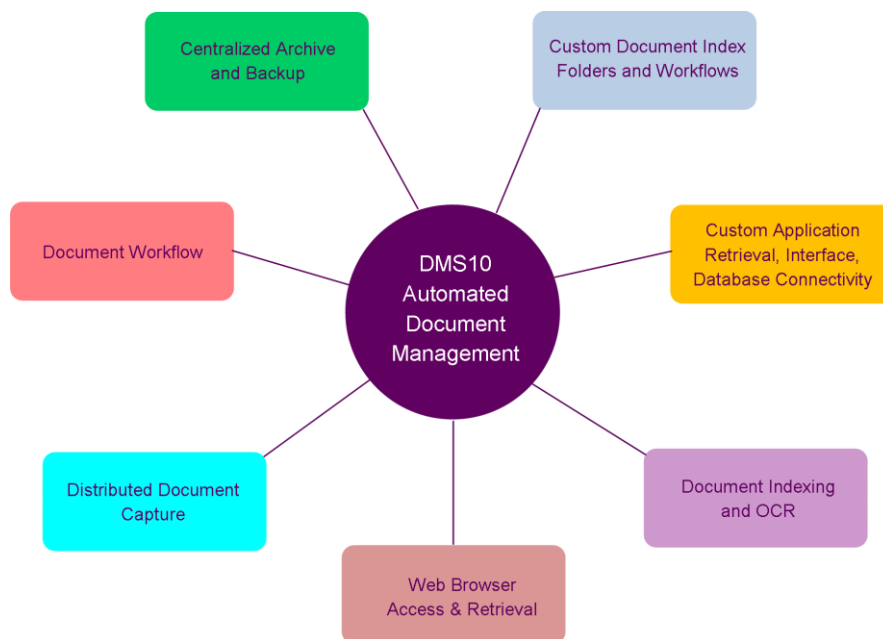 Centralized Archive
and Backup
Custom Document Index
Folders and Workflows
Document Workflow
DMS10
Automated
Document
Management
Custom Application
Retrieval, Interface,
Database Connectivity
Distributed Document
Capture
Document Indexing
and OCR
Web Browser
Access & Retrieval